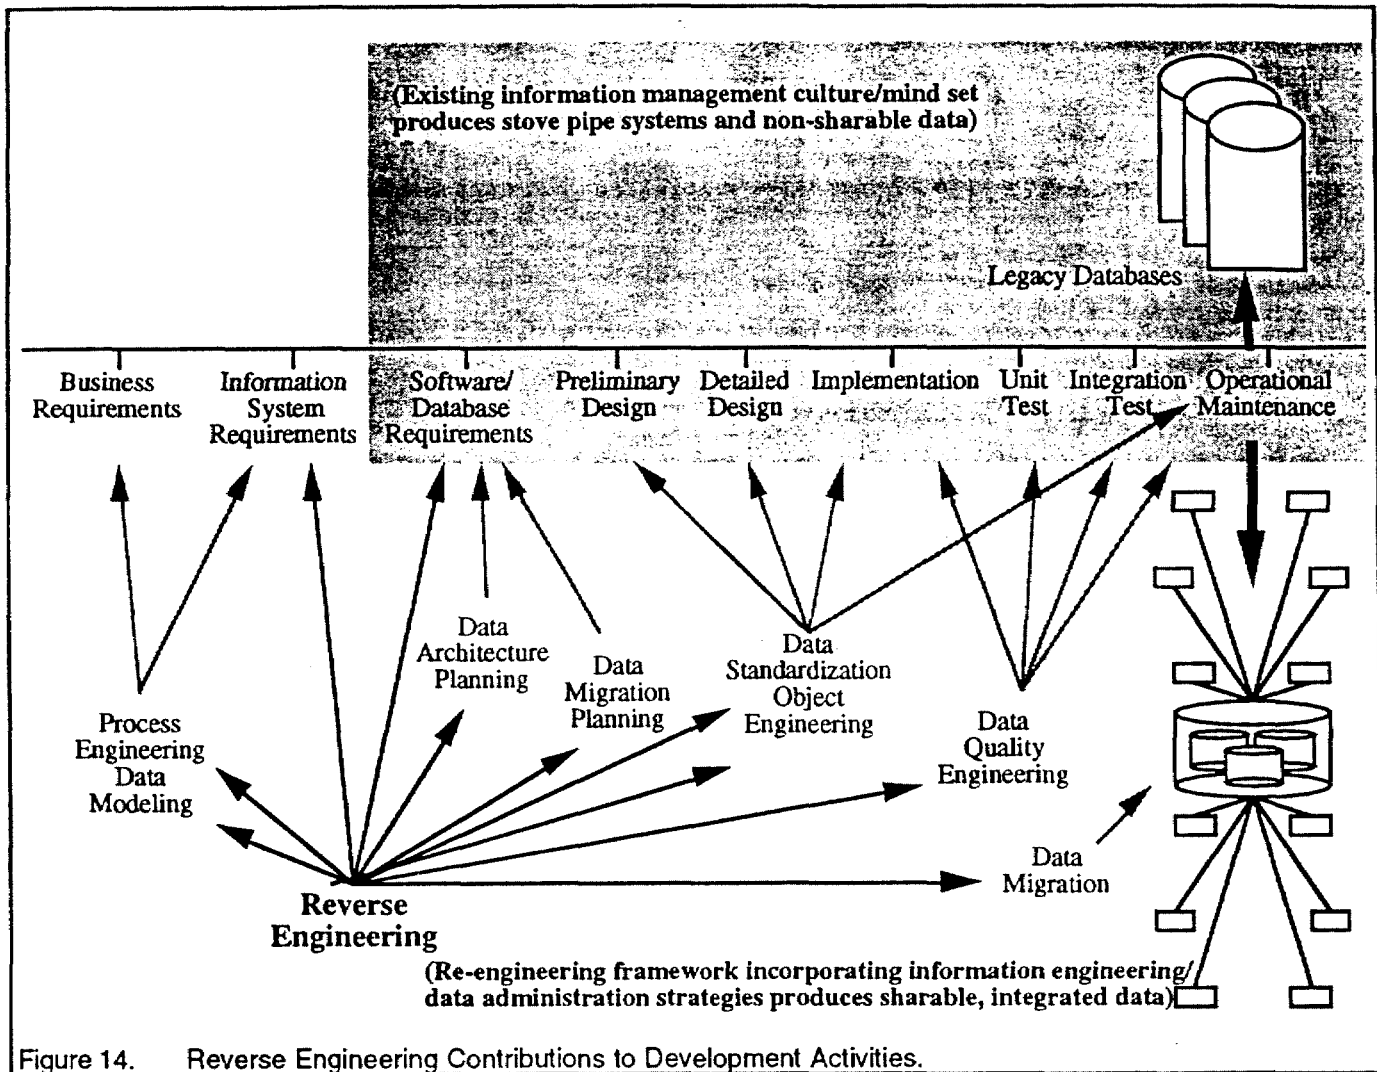 (Existing information management culture/mind set
produces stove pipe systems and non-sharable data)
Legacy Databases
Business
Requirements
Information
System
Requirements
Software/
Database
Requirements
Preliminary
Design
Detailed
Design
Implementation
Unit
Test
Integration
Test
Operational
Maintenance
Process
Engineering
Data
Modeling
Data
Architecture
Planning
Data
Migration
Planning
Data
Standardization
Object
Engineering
Data
Quality
Engineering
Data
Migration
Reverse
Engineering
(Re-engineering framework incorporating information engineering/
data administration strategies produces sharable, integrated data)
Figure 14. Reverse Engineering Contributions to Development Activities.